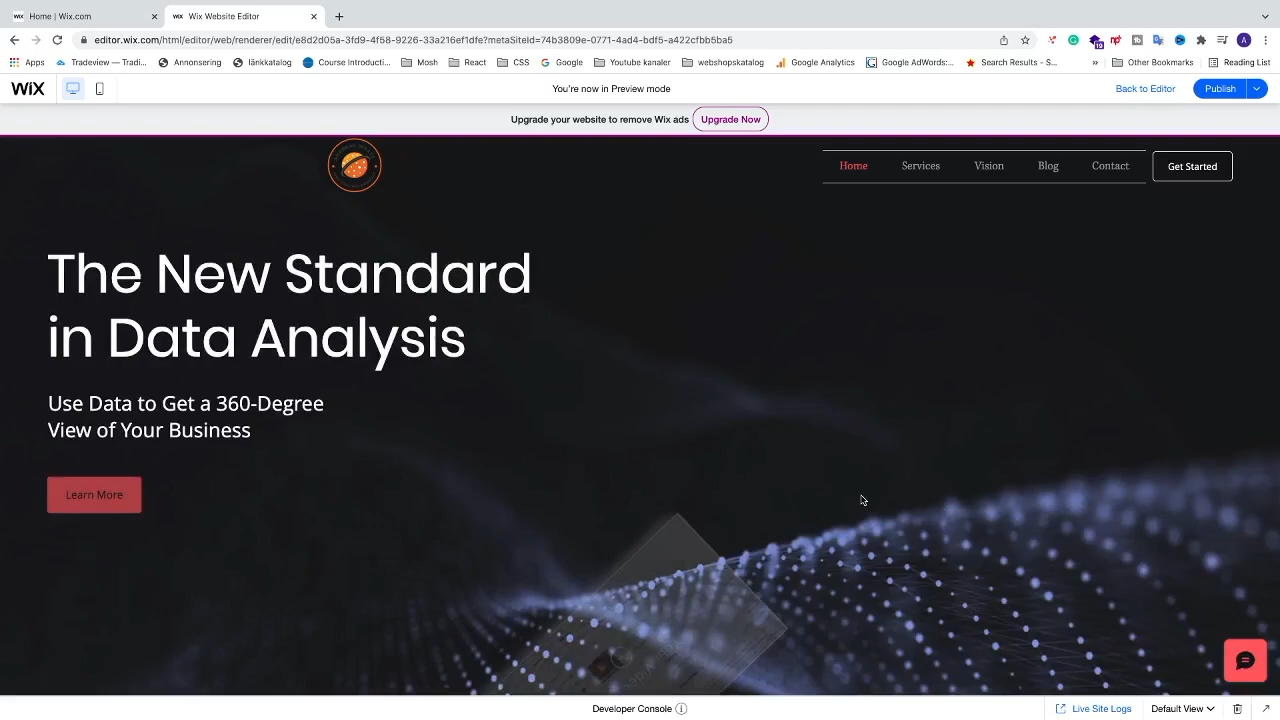 Home | Wix.com
WiX Wix Website Editor
editor.wix.com/html/editor/web/renderer/edit/e8d2d05a-3fd9-4f58-9226-33a216ef1dfe?metaSiteId=74b3809e-0771-4ad4-bdf5-a422cfbb5ba5
Apps Tradeview – Tradi... Annonsering länkkatalog Course Introducti... Mosh React CSS Google Youtube kanaler webshopskatalog Google Analytics Google AdWords:... Search Results - S... » Other Bookmarks Reading List
WiX You're now in Preview mode Back to Editor Publish
Upgrade your website to remove Wix ads Upgrade Now
Home Services Vision Blog Contact Get Started
The New Standard
in Data Analysis
Use Data to Get a 360-Degree
View of Your Business
Learn More
Developer Console Live Site Logs Default View